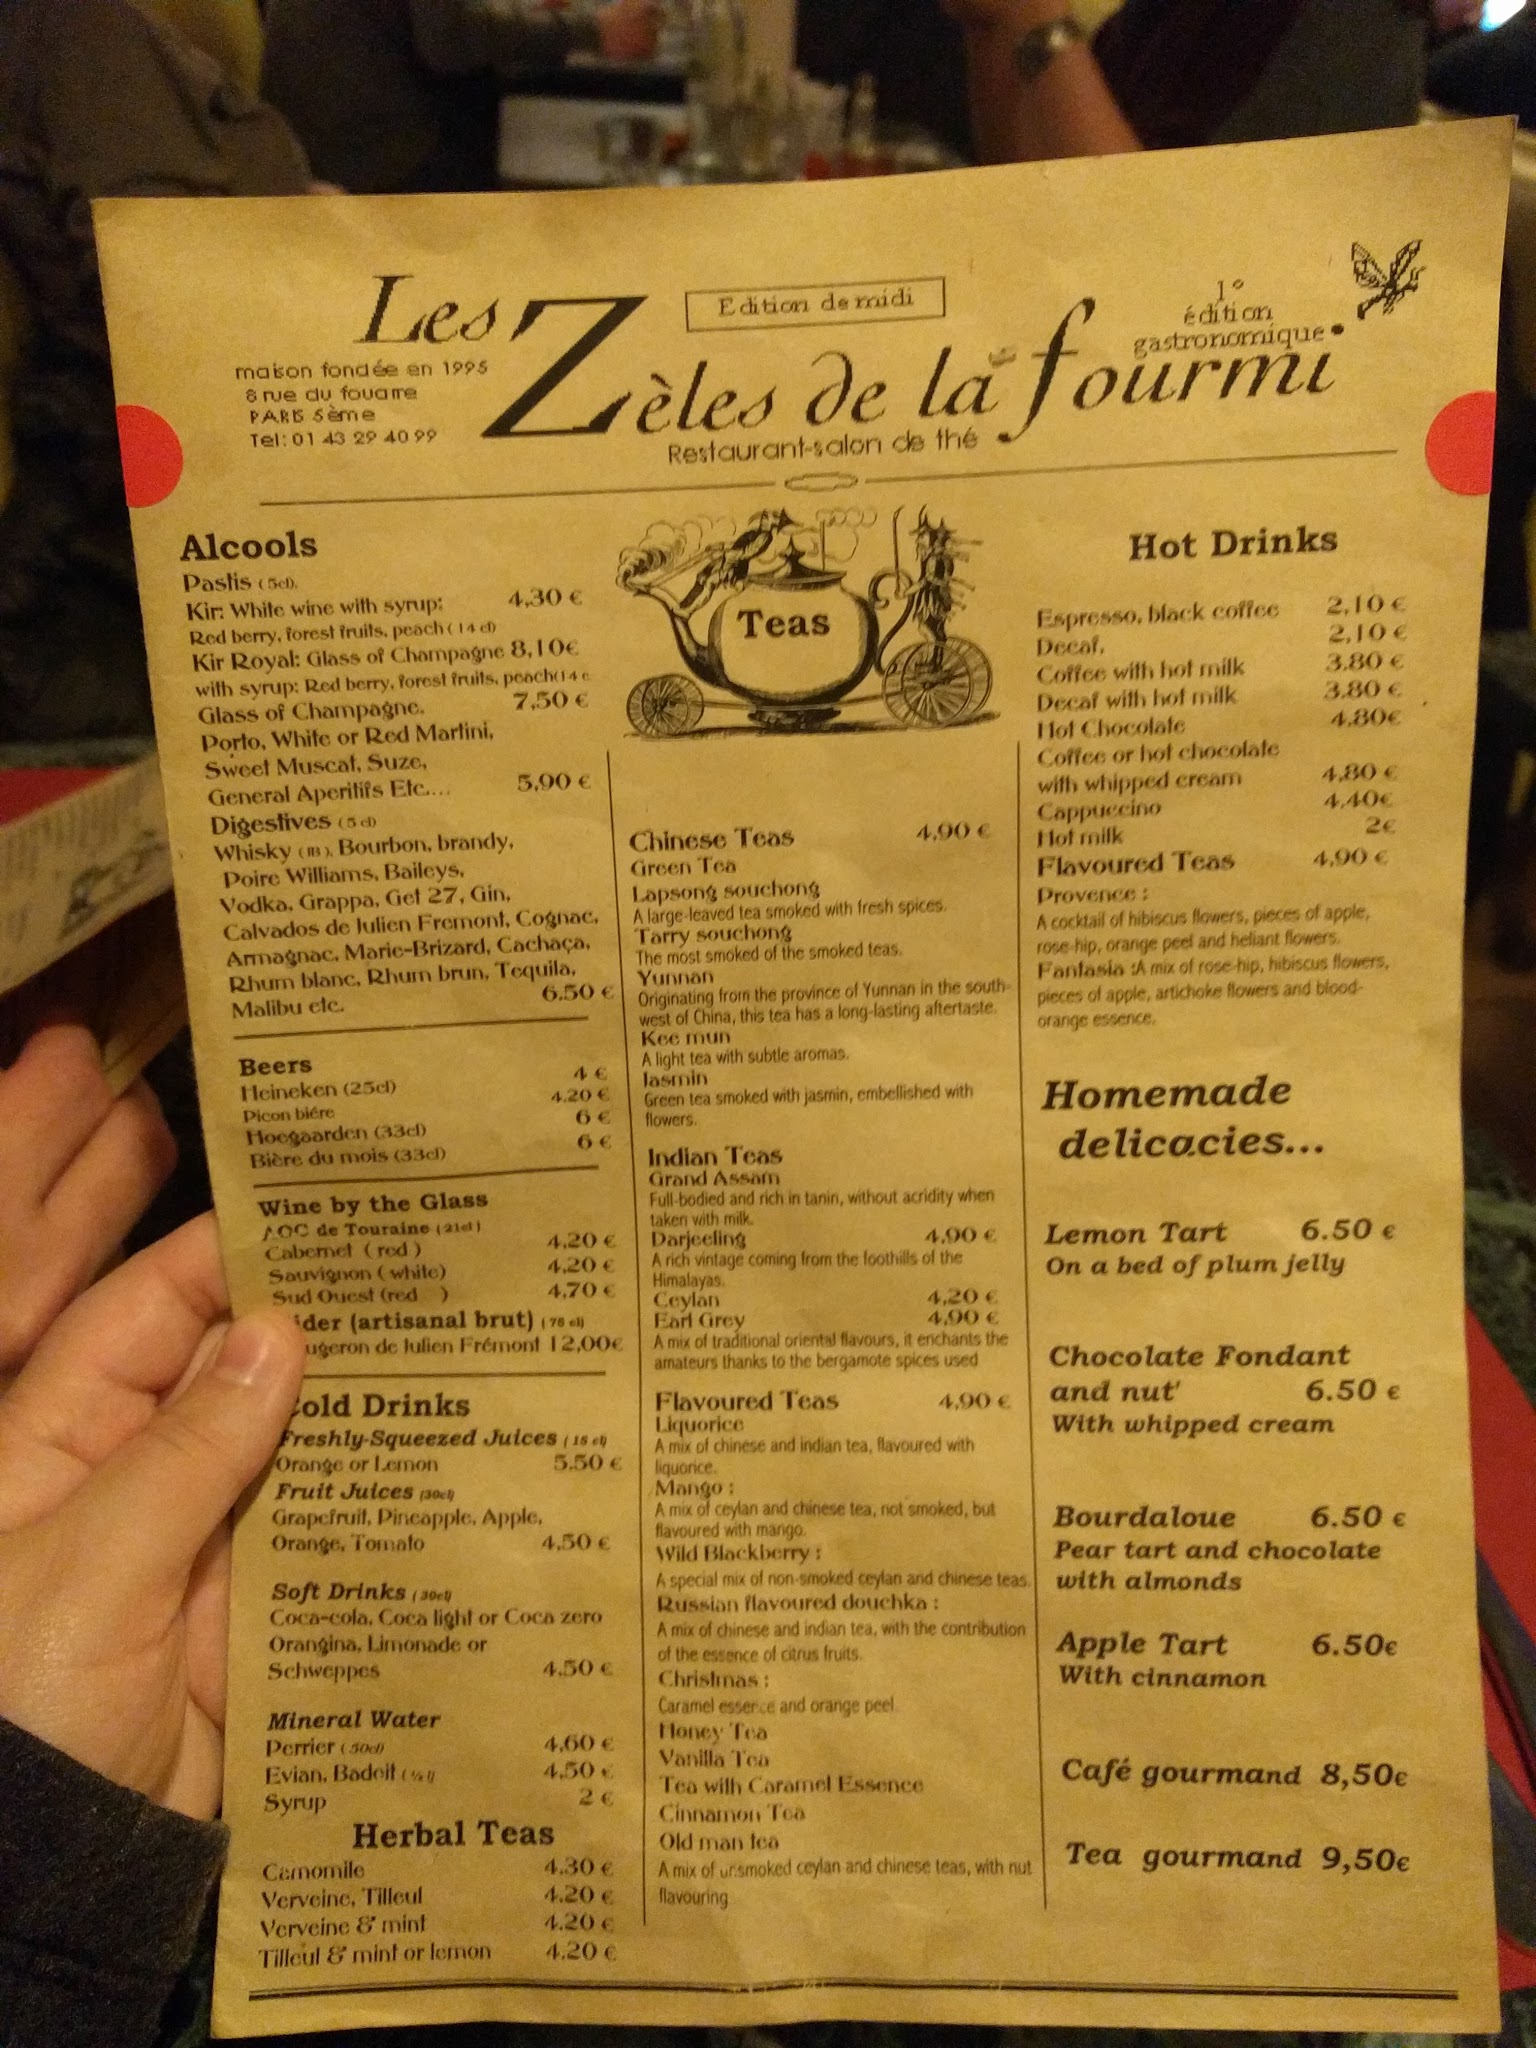 Les Zèles de la fourmi
Edition de midi
1°
édition
gastronomique
maison fondée en 1995
8 rue du fouarre
PARIS 5ème
Tel: 01 43 29 40 99
Restaurant-salon de thé
Alcools
Pastis (5cl),
Kir: White wine with syrup: 4,30 €
Red berry, forest fruits, peach (14 cl)
Kir Royal: Glass of Champagne 8,10€
with syrup: Red berry, forest fruits, peach(14 c
Glass of Champagne. 7,50 €
Porto, White or Red Martini,
Sweet Muscat, Suze,
General Aperitifs Etc.... 5,90 €
Digestives (5 cl)
Whisky (JB), Bourbon, brandy,
Poire Williams, Baileys,
Vodka, Grappa, Get 27, Gin,
Calvados de Julien Fremont, Cognac,
Armagnac, Marie-Brizard, Cachaça,
Rhum blanc, Rhum brun, Tequila,
Malibu etc. 6,50 €
Beers
Heineken (25cl) 4 €
Picon biére 4.20 €
Hoegaarden (33cl) 6 €
Bière du mois (33cl) 6 €
Wine by the Glass
AOC de Touraine (21cl)
Cabernet (red) 4,20 €
Sauvignon (white) 4,20 €
Sud Ouest (red ) 4,70 €
ider (artisanal brut) (75 cl)
ugeron de Julien Frémont 12,00€
old Drinks
Freshly-Squeezed Juices (18 cl)
Orange or Lemon 5.50 €
Fruit Juices (30cl)
Grapefruit, Pineapple, Apple,
Orange, Tomato 4,50 €
Soft Drinks (30cl)
Coca-cola, Coca light or Coca zero
Orangina, Limonade or
Schweppes 4.50 €
Mineral Water
Perrier (50cl) 4,60 €
Evian, Badoit (½ l) 4,50 €
Syrup 2 €
Herbal Teas
Camomile 4.30 €
Verveine, Tilleul 4.20 €
Verveine & mint 4.20 €
Tilleul & mint or lemon 4.20 €
Teas
Chinese Teas 4,90 €
Green Tea
Lapsong souchong
A large-leaved tea smoked with fresh spices.
Tarry souchong
The most smoked of the smoked teas.
Yunnan
Originating from the province of Yunnan in the south-
west of China, this tea has a long-lasting aftertaste.
Kee mun
A light tea with subtle aromas.
Jasmin
Green tea smoked with jasmin, embellished with
flowers.
Indian Teas
Grand Assam
Full-bodied and rich in tanin, without acridity when
taken with milk.
Darjeeling 4,90 €
A rich vintage coming from the foothills of the
Himalayas.
Ceylan 4,20 €
Earl Grey 4,90 €
A mix of traditional oriental flavours, it enchants the
amateurs thanks to the bergamote spices used
Flavoured Teas 4,90 €
Liquorice
A mix of chinese and indian tea, flavoured with
liquorice.
Mango :
A mix of ceylan and chinese tea, not smoked, but
flavoured with mango.
Wild Blackberry :
A special mix of non-smoked ceylan and chinese teas.
Russian flavoured douchka :
A mix of chinese and indian tea, with the contribution
of the essence of citrus fruits.
Christmas :
Caramel essence and orange peel.
Honey Tea
Vanilla Tea
Tea with Caramel Essence
Cinnamon Tea
Old man tea
A mix of unsmoked ceylan and chinese teas, with nut
flavouring
Hot Drinks
Espresso, black coffee 2,10 €
Decaf, 2,10 €
Coffee with hot milk 3,80 €
Decaf with hot milk 3,80 €
Hot Chocolate 4,80€
Coffee or hot chocolate
with whipped cream 4,80 €
Cappuccino 4,40€
Hot milk 2€
Flavoured Teas 4,90 €
Provence :
A cocktail of hibiscus flowers, pieces of apple,
rose-hip, orange peel and heliant flowers.
Fantasia :A mix of rose-hip, hibiscus flowers,
pieces of apple, artichoke flowers and blood-
orange essence.
Homemade
delicacies...
Lemon Tart 6.50 €
On a bed of plum jelly
Chocolate Fondant
and nut' 6.50 €
With whipped cream
Bourdaloue 6.50 €
Pear tart and chocolate
with almonds
Apple Tart 6.50€
With cinnamon
Café gourmand 8,50€
Tea gourmand 9,50€